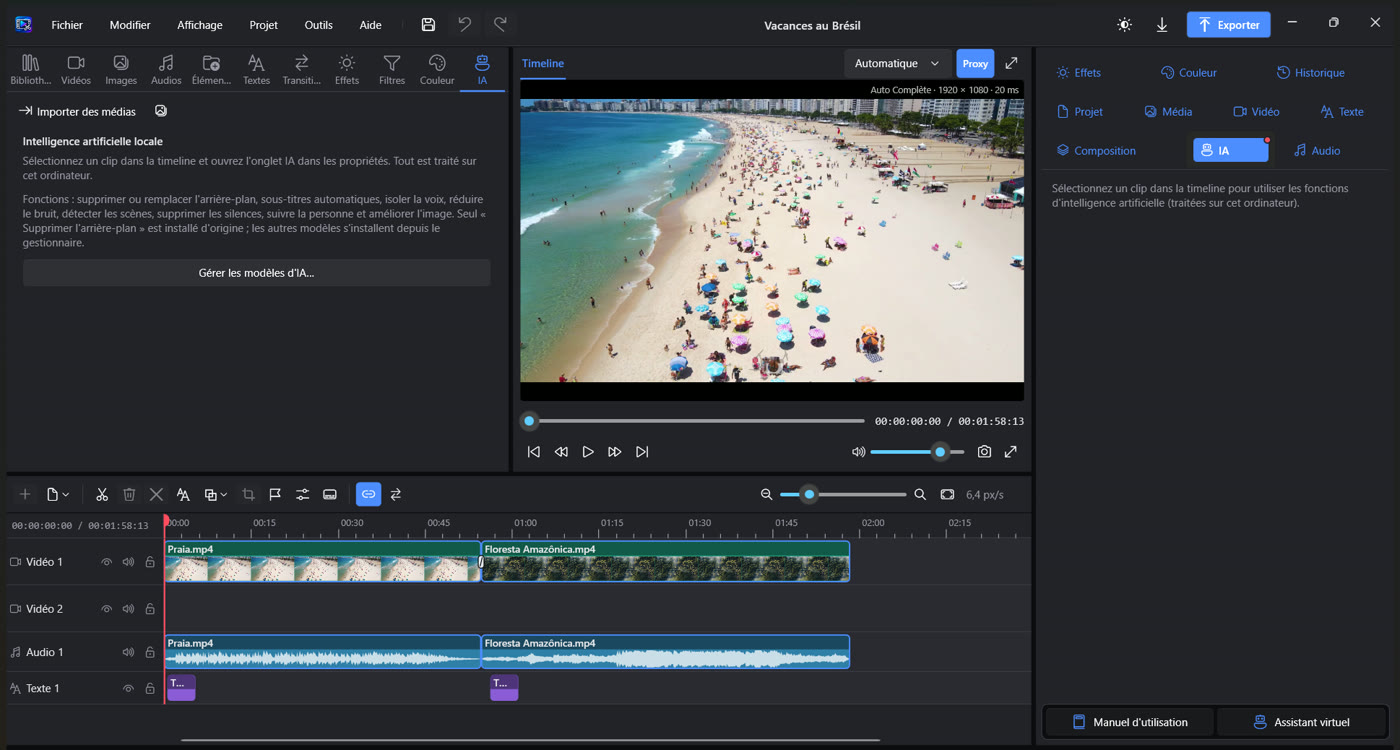 Fichier Modifier Affichage Projet Outils Aide
Vacances au Brésil
Exporter
Biblioth... Vidéos Images Audios Élémen... Textes Transiti... Effets Filtres Couleur IA
Importer des médias
Intelligence artificielle locale
Sélectionnez un clip dans la timeline et ouvrez l'onglet IA dans les propriétés. Tout est traité sur
cet ordinateur.
Fonctions : supprimer ou remplacer l'arrière-plan, sous-titres automatiques, isoler la voix, réduire
le bruit, détecter les scènes, supprimer les silences, suivre la personne et améliorer l'image. Seul «
Supprimer l'arrière-plan » est installé d'origine ; les autres modèles s'installent depuis le
gestionnaire.
Gérer les modèles d'IA...
Timeline
Automatique
Proxy
Auto Complète · 1920 × 1080 · 20 ms
00:00:00:00 / 00:01:58:13
Effets Couleur Historique
Projet Média Vidéo Texte
Composition IA Audio
Sélectionnez un clip dans la timeline pour utiliser les fonctions
d'intelligence artificielle (traitées sur cet ordinateur).
6,4 px/s
00:00:00:00 / 00:01:58:13
00:00 00:15 00:30 00:45 01:00 01:15 01:30 01:45 02:00 02:15
Vidéo 1
Praia.mp4
Floresta Amazônica.mp4
Vidéo 2
Audio 1
Praia.mp4
Floresta Amazônica.mp4
Texte 1
T...
T...
Manuel d'utilisation
Assistant virtuel